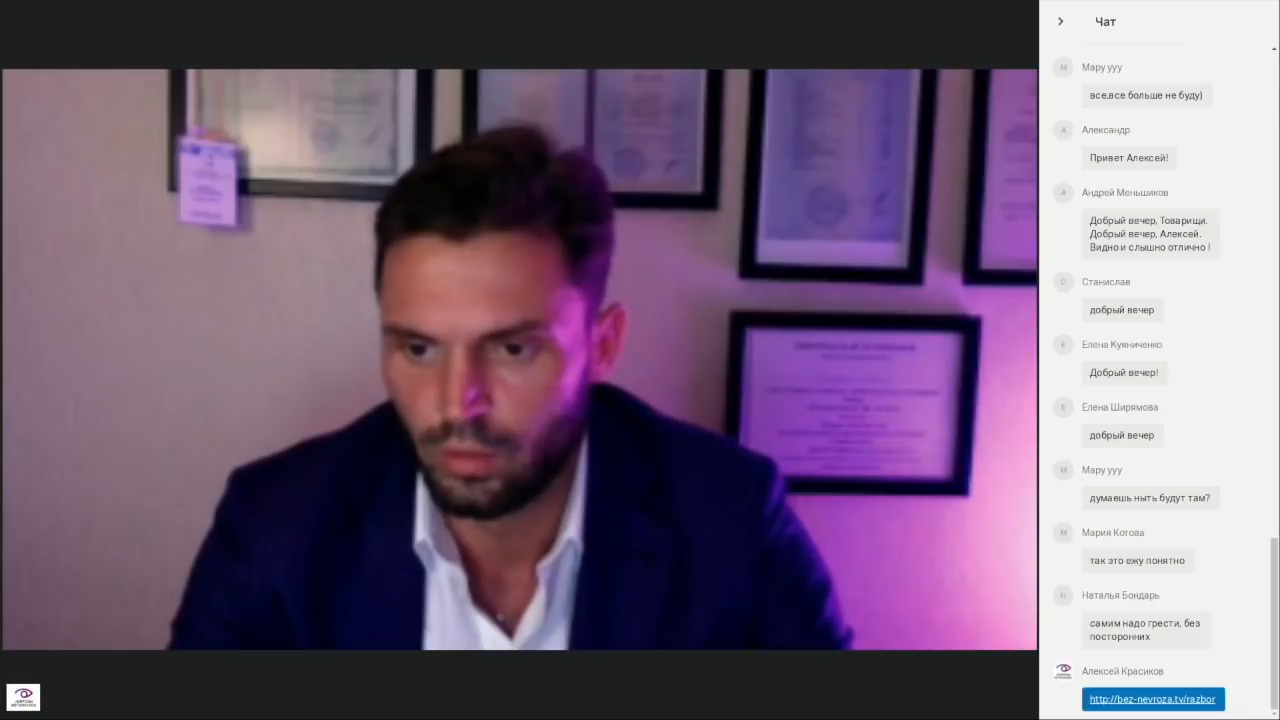 Чат
М
Мару ууу
все,все больше не буду)
А
Александр
Привет Алексей!
А
Андрей Меньшиков
Добрый вечер, Товарищи.
Добрый вечер, Алексей.
Видно и слышно отлично !
С
Станислав
добрый вечер
Е
Елена Куяниченко
Добрый вечер!
Е
Елена Ширямова
добрый вечер
М
Мару ууу
думаешь ныть будут там?
М
Мария Котова
так это ежу понятно
Н
Наталья Бондарь
самим надо грести, без
посторонних
Алексей Красиков
http://bez-nevroza.tv/razbor